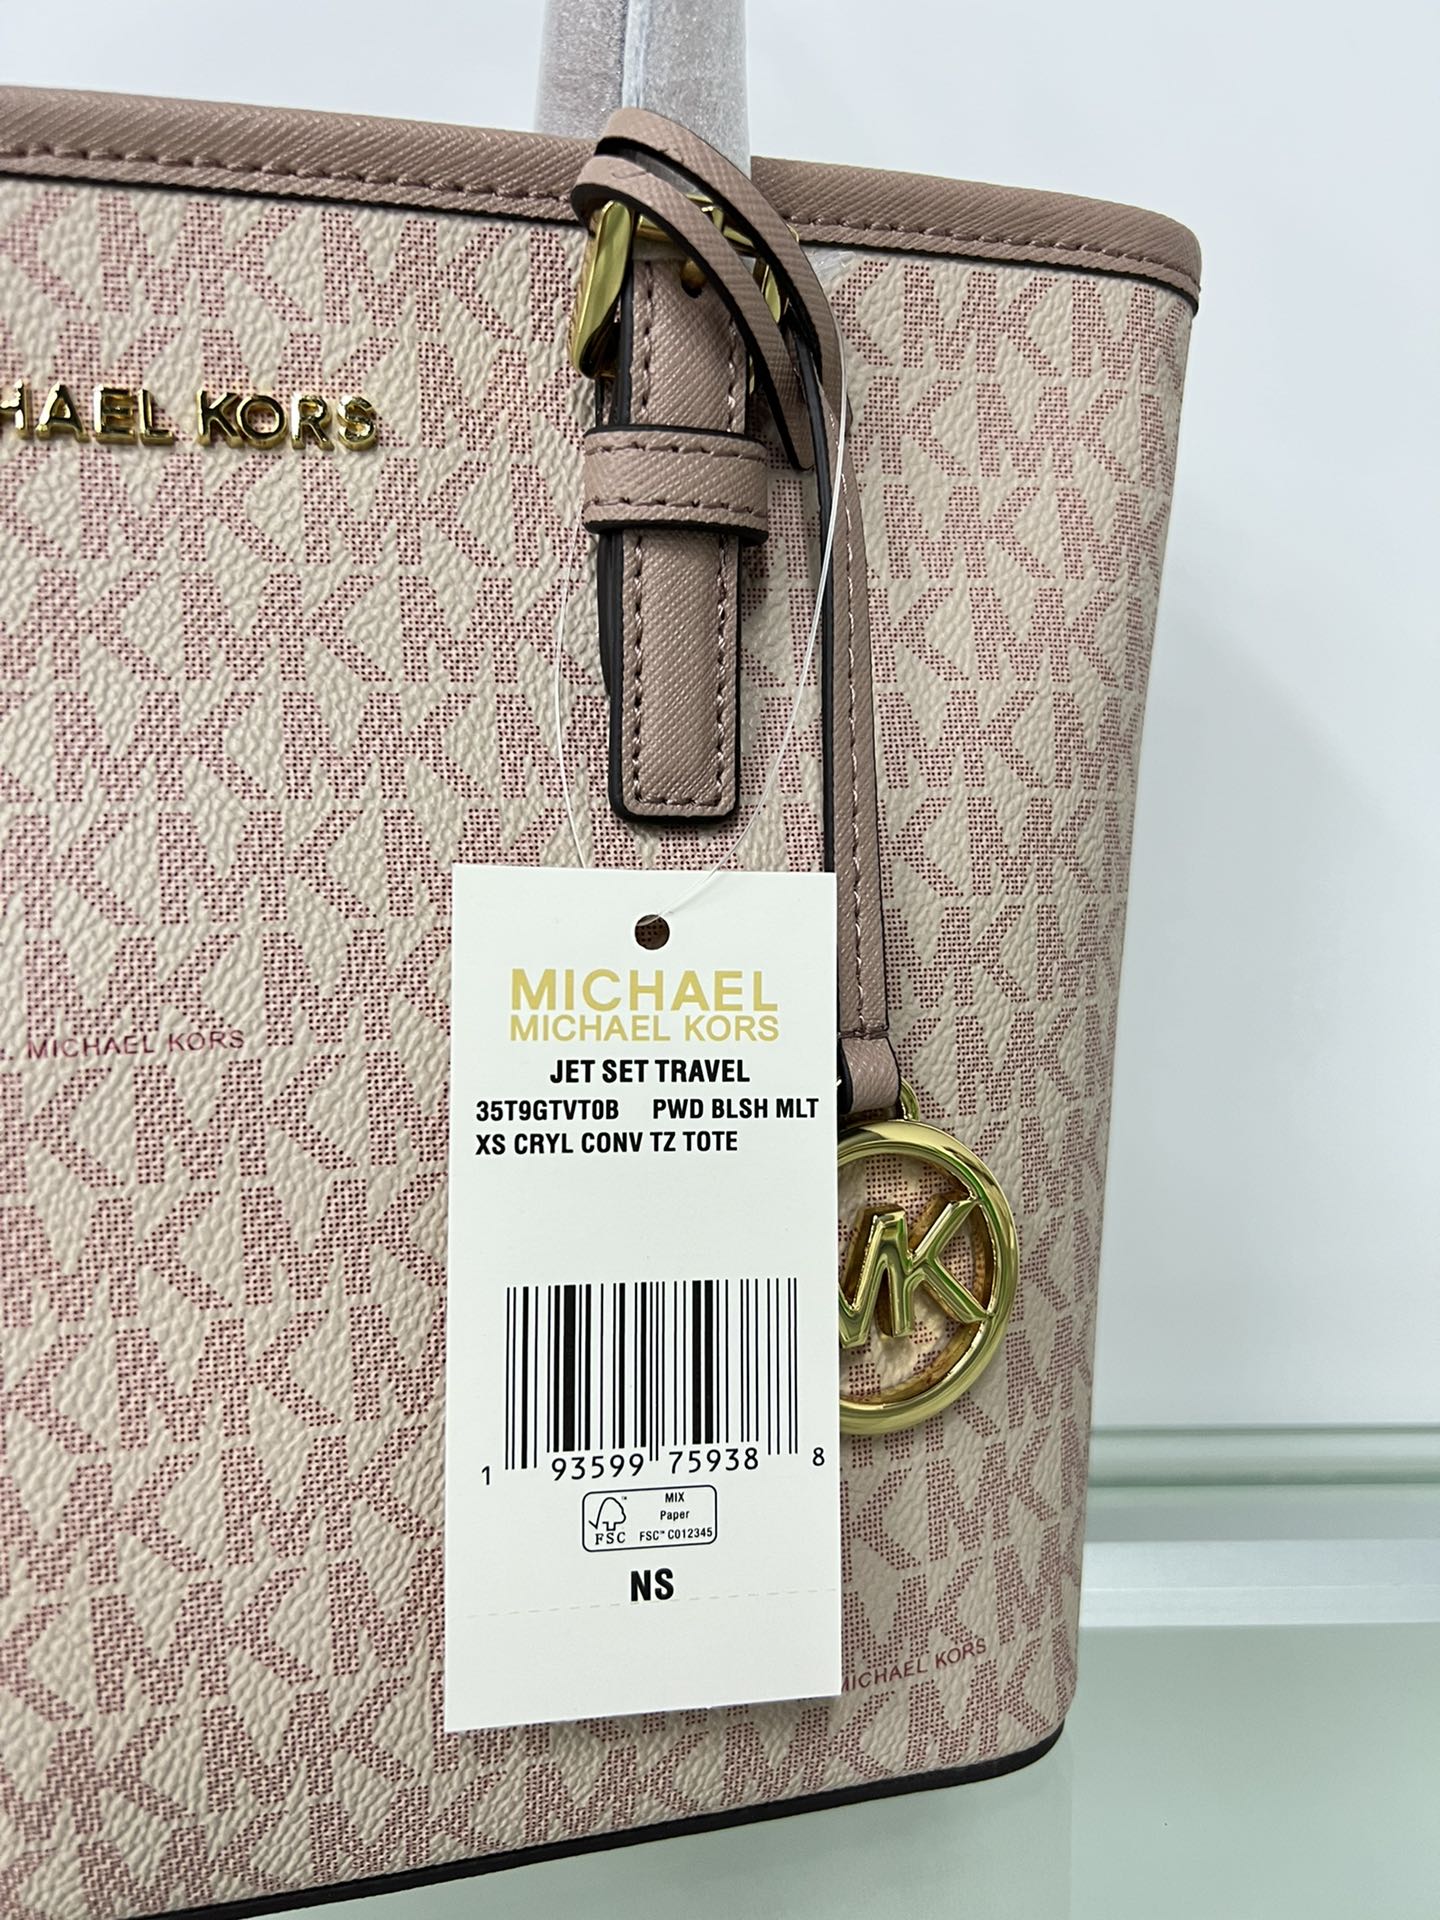 HAEL KORS
MICHAEL KORS
MICHAEL
MICHAEL KORS
JET SET TRAVEL
35T9GTVT0B PWD BLSH MLT
XS CRYL CONV TZ TOTE
1 93599 75938 8
FSC
MIX
Paper
FSC™ C012345
NS
MK
MICHAEL KORS